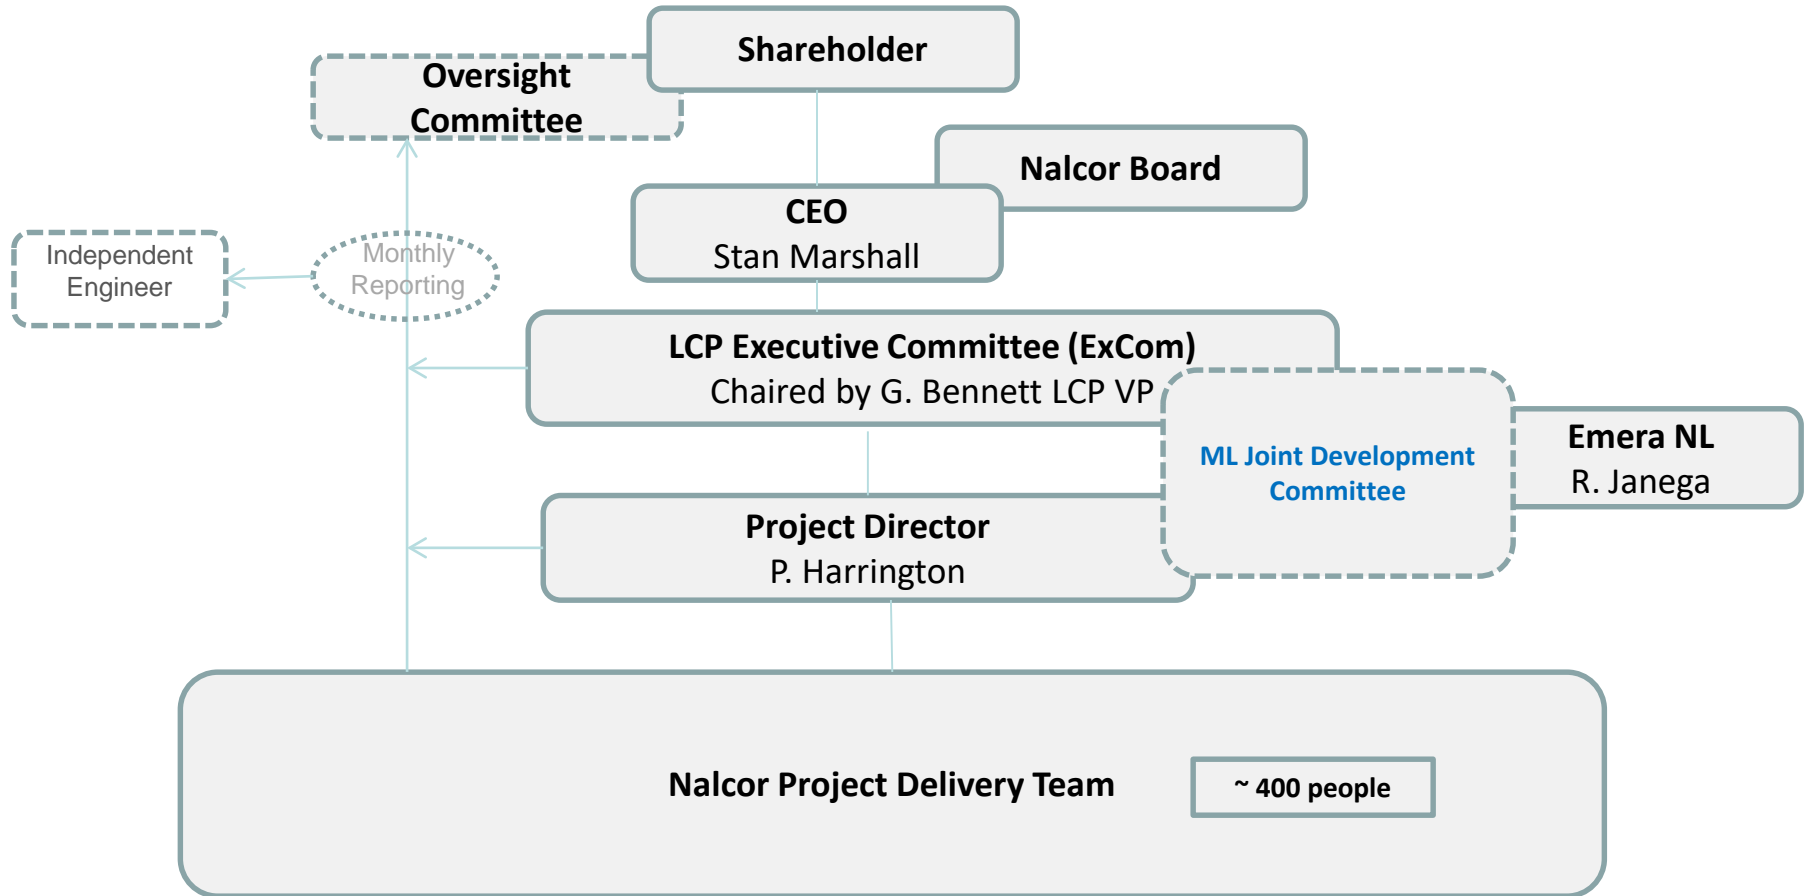 Shareholder
Oversight
Committee
Nalcor Board
CEO
Stan Marshall
Independent
Engineer
Monthly
Reporting
LCP Executive Committee (ExCom)
Chaired by G. Bennett LCP VP
ML Joint Development
Committee
Emera NL
R. Janega
Project Director
P. Harrington
Nalcor Project Delivery Team
~ 400 people